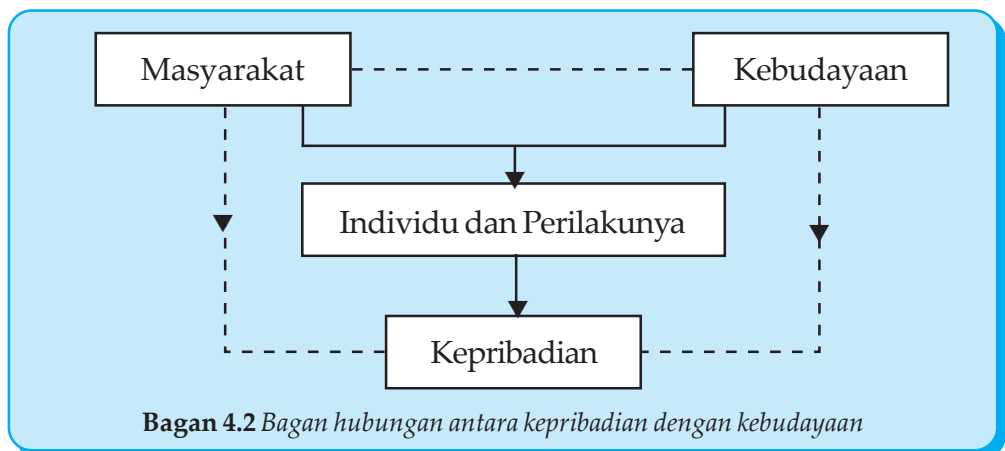 Masyarakat
Kebudayaan
Individu dan Perilakunya
Kepribadian
Bagan 4.2 Bagan hubungan antara kepribadian dengan kebudayaan